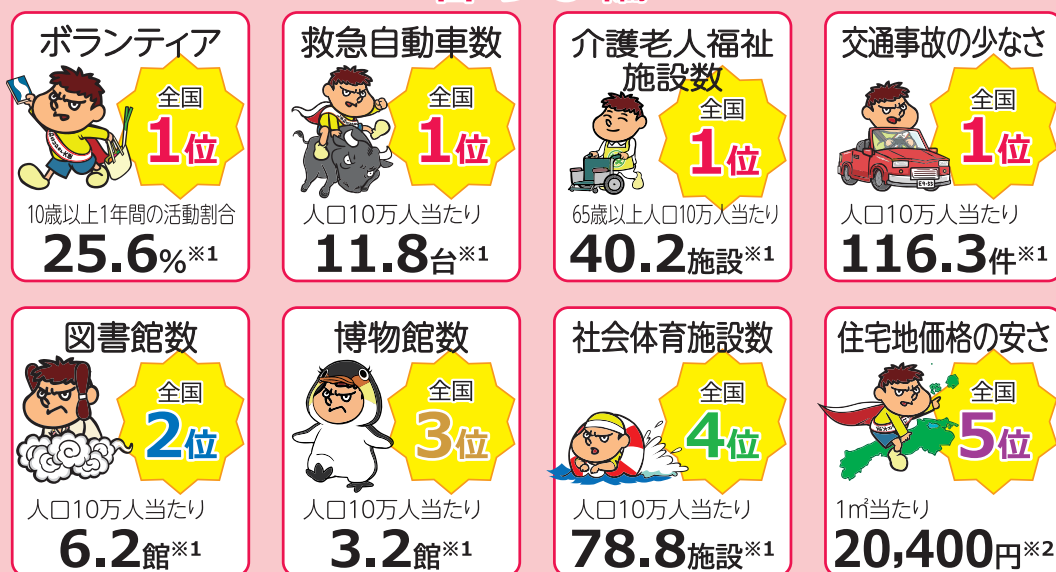 ボランティア
全国
1位
10歳以上1年間の活動割合
25.6%※1
救急自動車数
全国
1位
人口10万人当たり
11.8台※1
介護老人福祉
施設数
全国
1位
65歳以上人口10万人当たり
40.2施設※1
交通事故の少なさ
全国
1位
人口10万人当たり
116.3件※1
図書館数
全国
2位
人口10万人当たり
6.2館※1
博物館数
全国
3位
人口10万人当たり
3.2館※1
社会体育施設数
全国
4位
人口10万人当たり
78.8施設※1
住宅地価格の安さ
全国
5位
1㎡当たり
20,400円※2